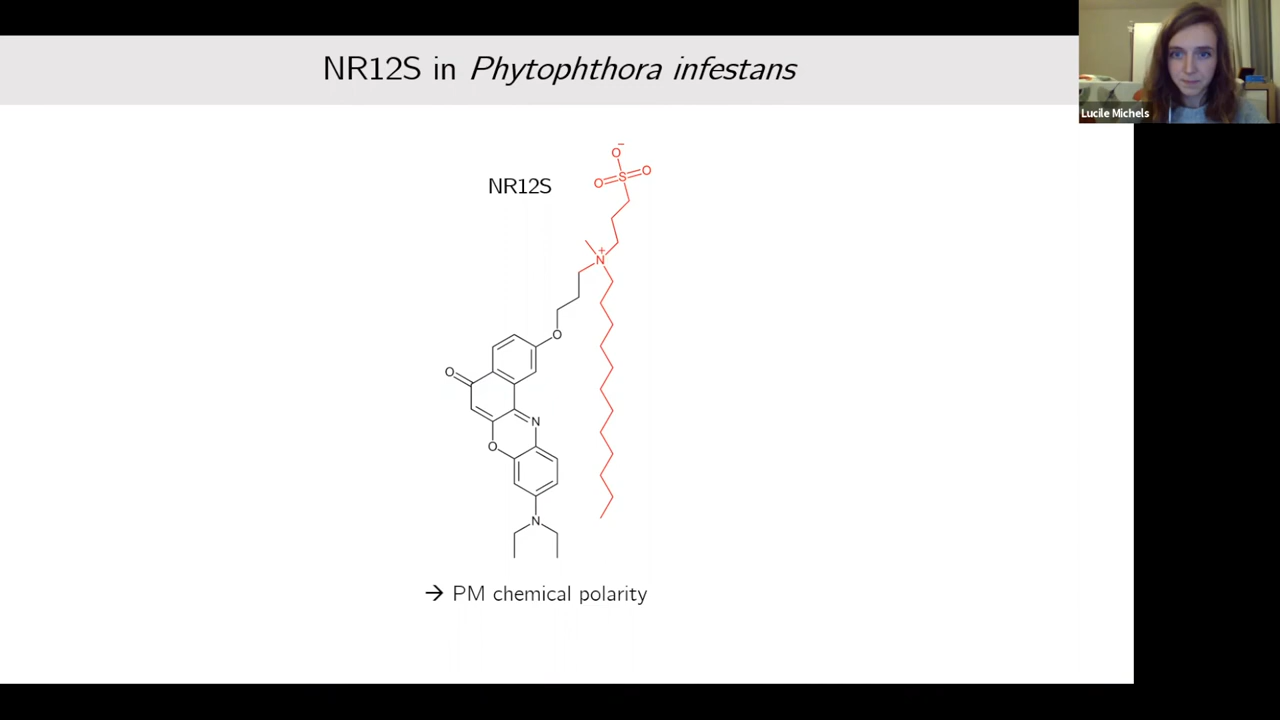 NR12S in Phytophthora infestans
Lucile Michels
NR12S
O−
O
S
O
+
N
O
O
N
O
N
→ PM chemical polarity